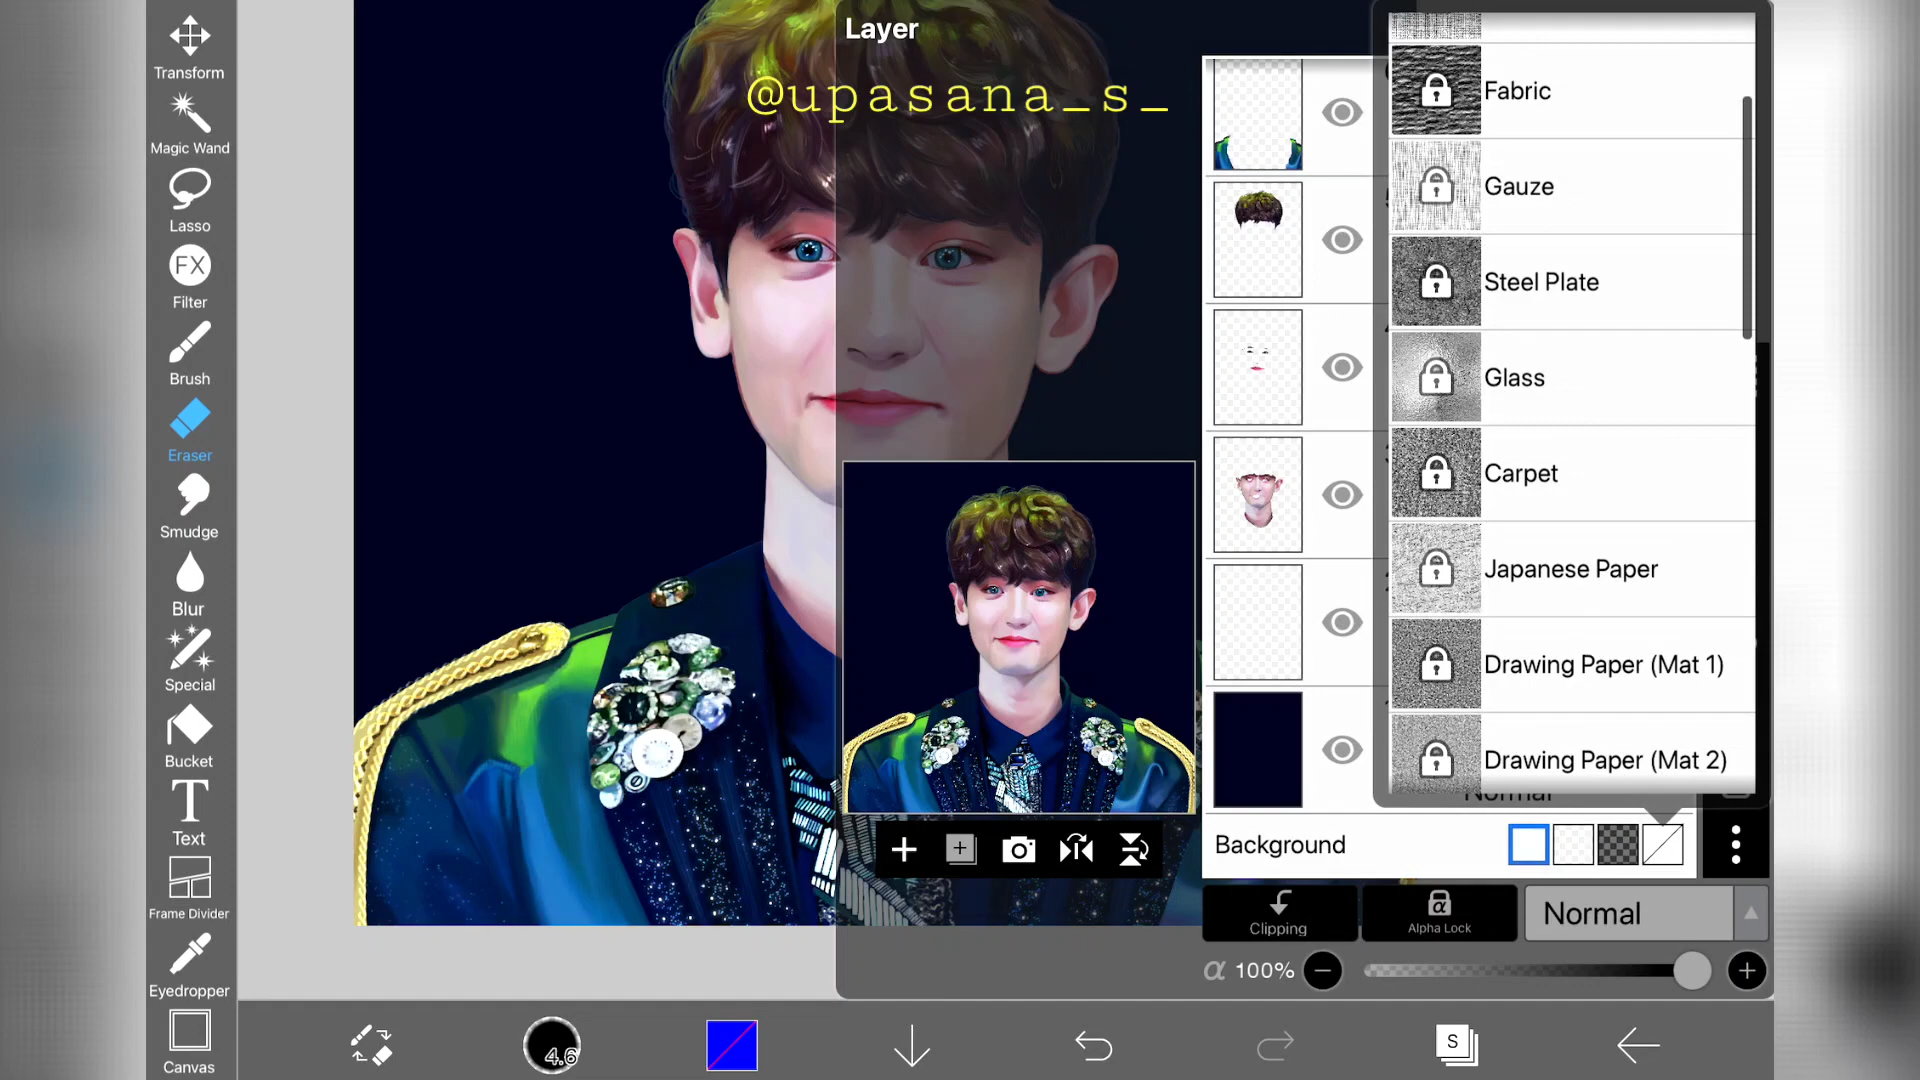 Layer
@upasana_s_
Transform
Magic Wand
Lasso
FX
Filter
Brush
Eraser
Smudge
Blur
Special
Bucket
T
Text
Frame Divider
Eyedropper
Canvas
Fabric
Gauze
Steel Plate
Glass
Carpet
Japanese Paper
Drawing Paper (Mat 1)
Drawing Paper (Mat 2)
Normal
Background
Clipping
α
Alpha Lock
Normal
α 100%
4.6
S